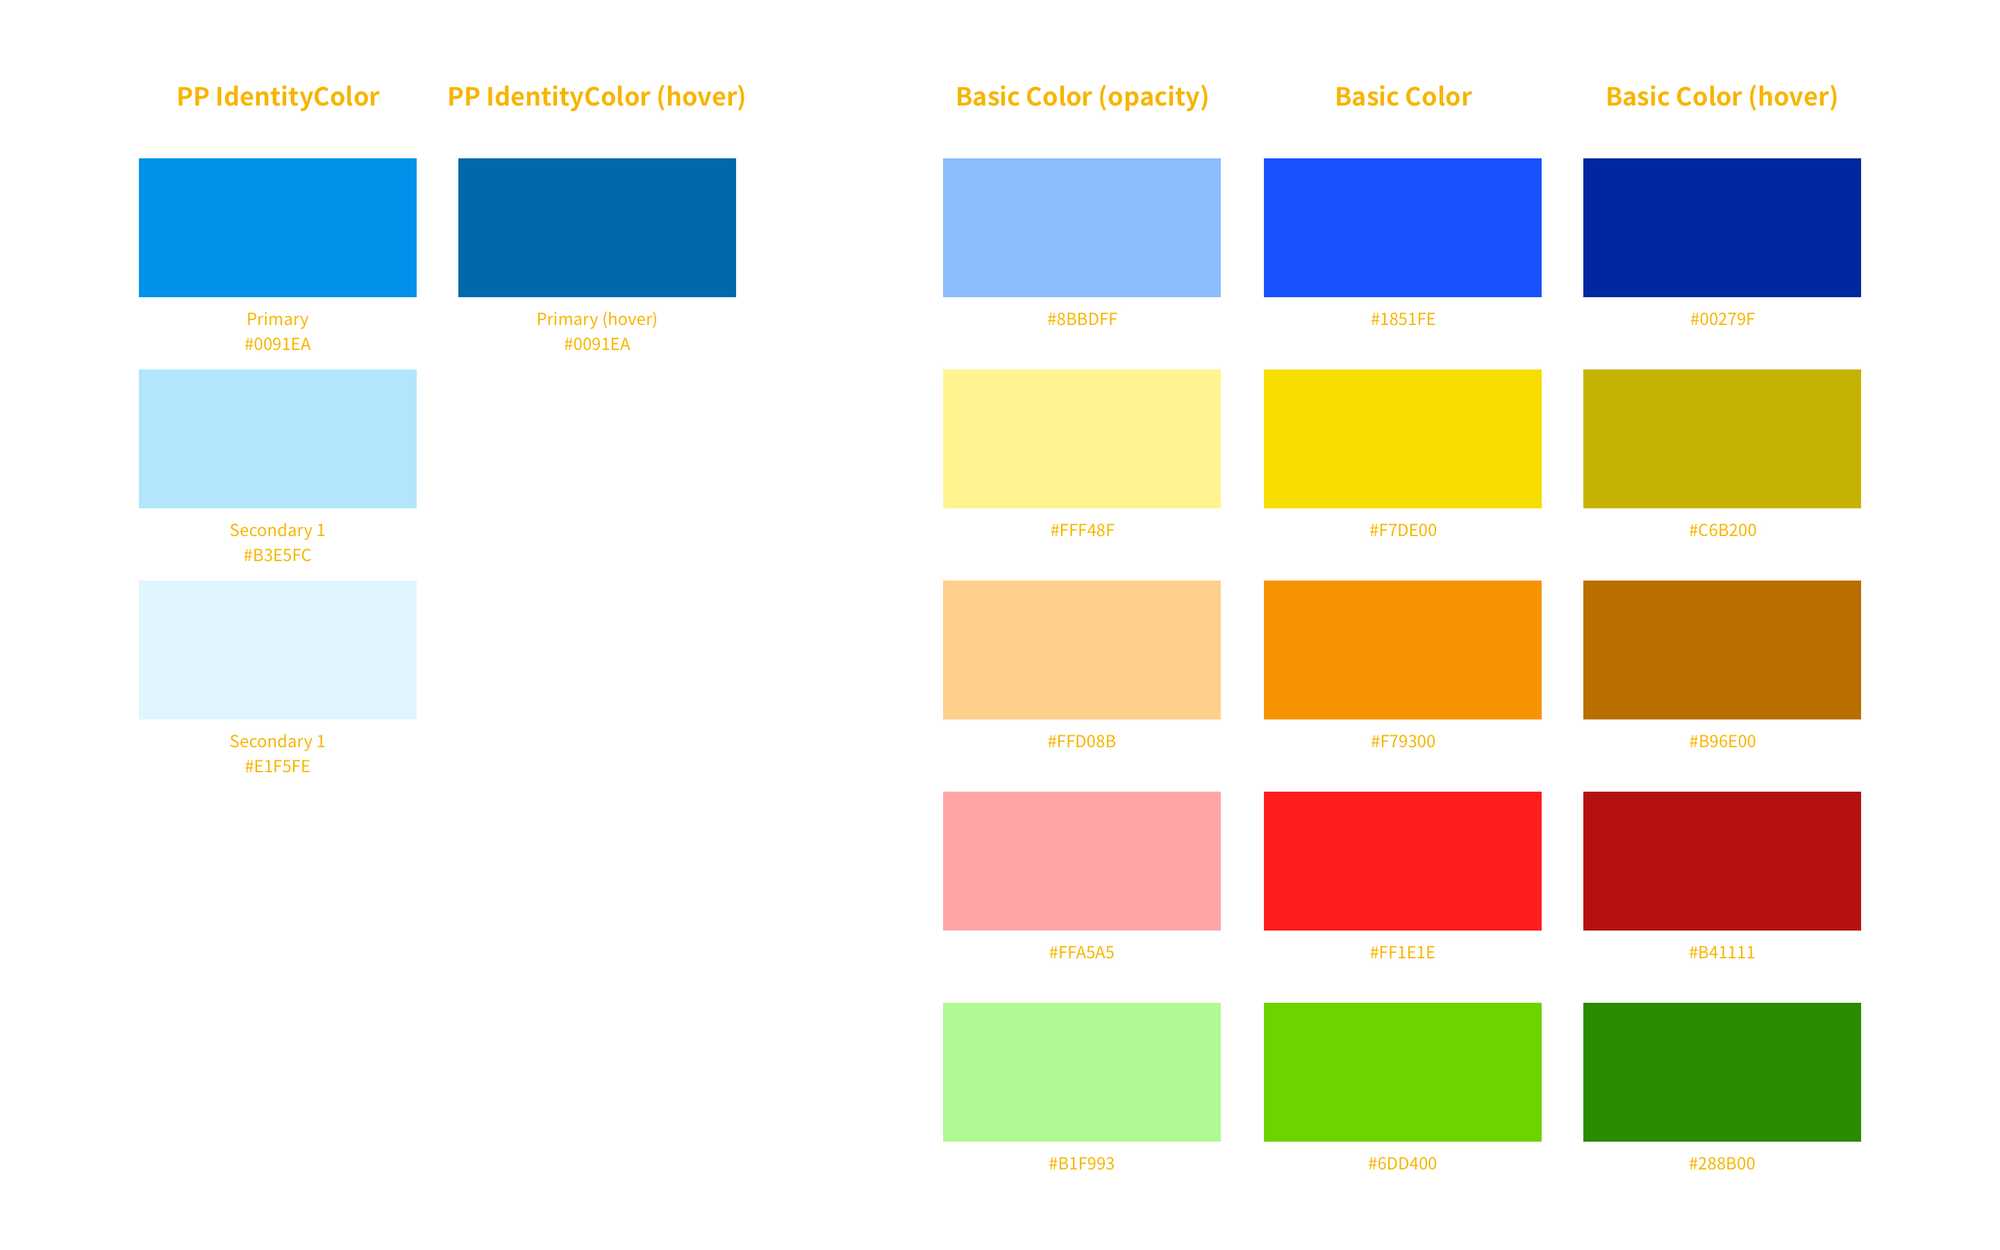 PP IdentityColor
PP IdentityColor (hover)
Basic Color (opacity)
Basic Color
Basic Color (hover)
Primary
#0091EA
Primary (hover)
#0091EA
#8BBDFF
#1851FE
#00279F
Secondary 1
#B3E5FC
#FFF48F
#F7DE00
#C6B200
Secondary 1
#E1F5FE
#FFD08B
#F79300
#B96E00
#FFA5A5
#FF1E1E
#B41111
#B1F993
#6DD400
#288B00